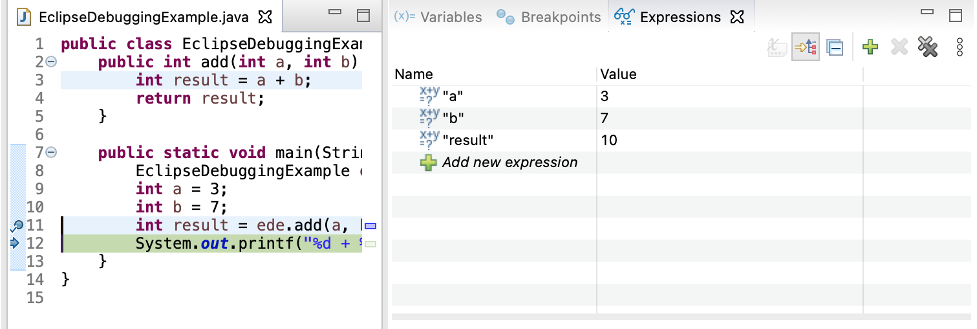 EclipseDebuggingExample.java
1 public class EclipseDebuggingExar
2 public int add(int a, int b)
3 int result = a + b;
4 return result;
5 }
6
7 public static void main(Strin
8 EclipseDebuggingExample
9 int a = 3;
10 int b = 7;
11 int result = ede.add(a,
12 System.out.printf("%d +
13 }
14 }
15
(x)= Variables Breakpoints Expressions
Name Value
"a" 3
"b" 7
"result" 10
Add new expression